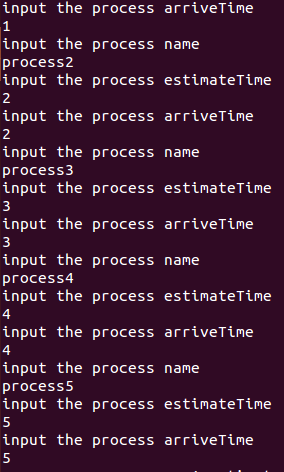 input the process arriveTime
1
input the process name
process2
input the process estimateTime
2
input the process arriveTime
2
input the process name
process3
input the process estimateTime
3
input the process arriveTime
3
input the process name
process4
input the process estimateTime
4
input the process arriveTime
4
input the process name
process5
input the process estimateTime
5
input the process arriveTime
5